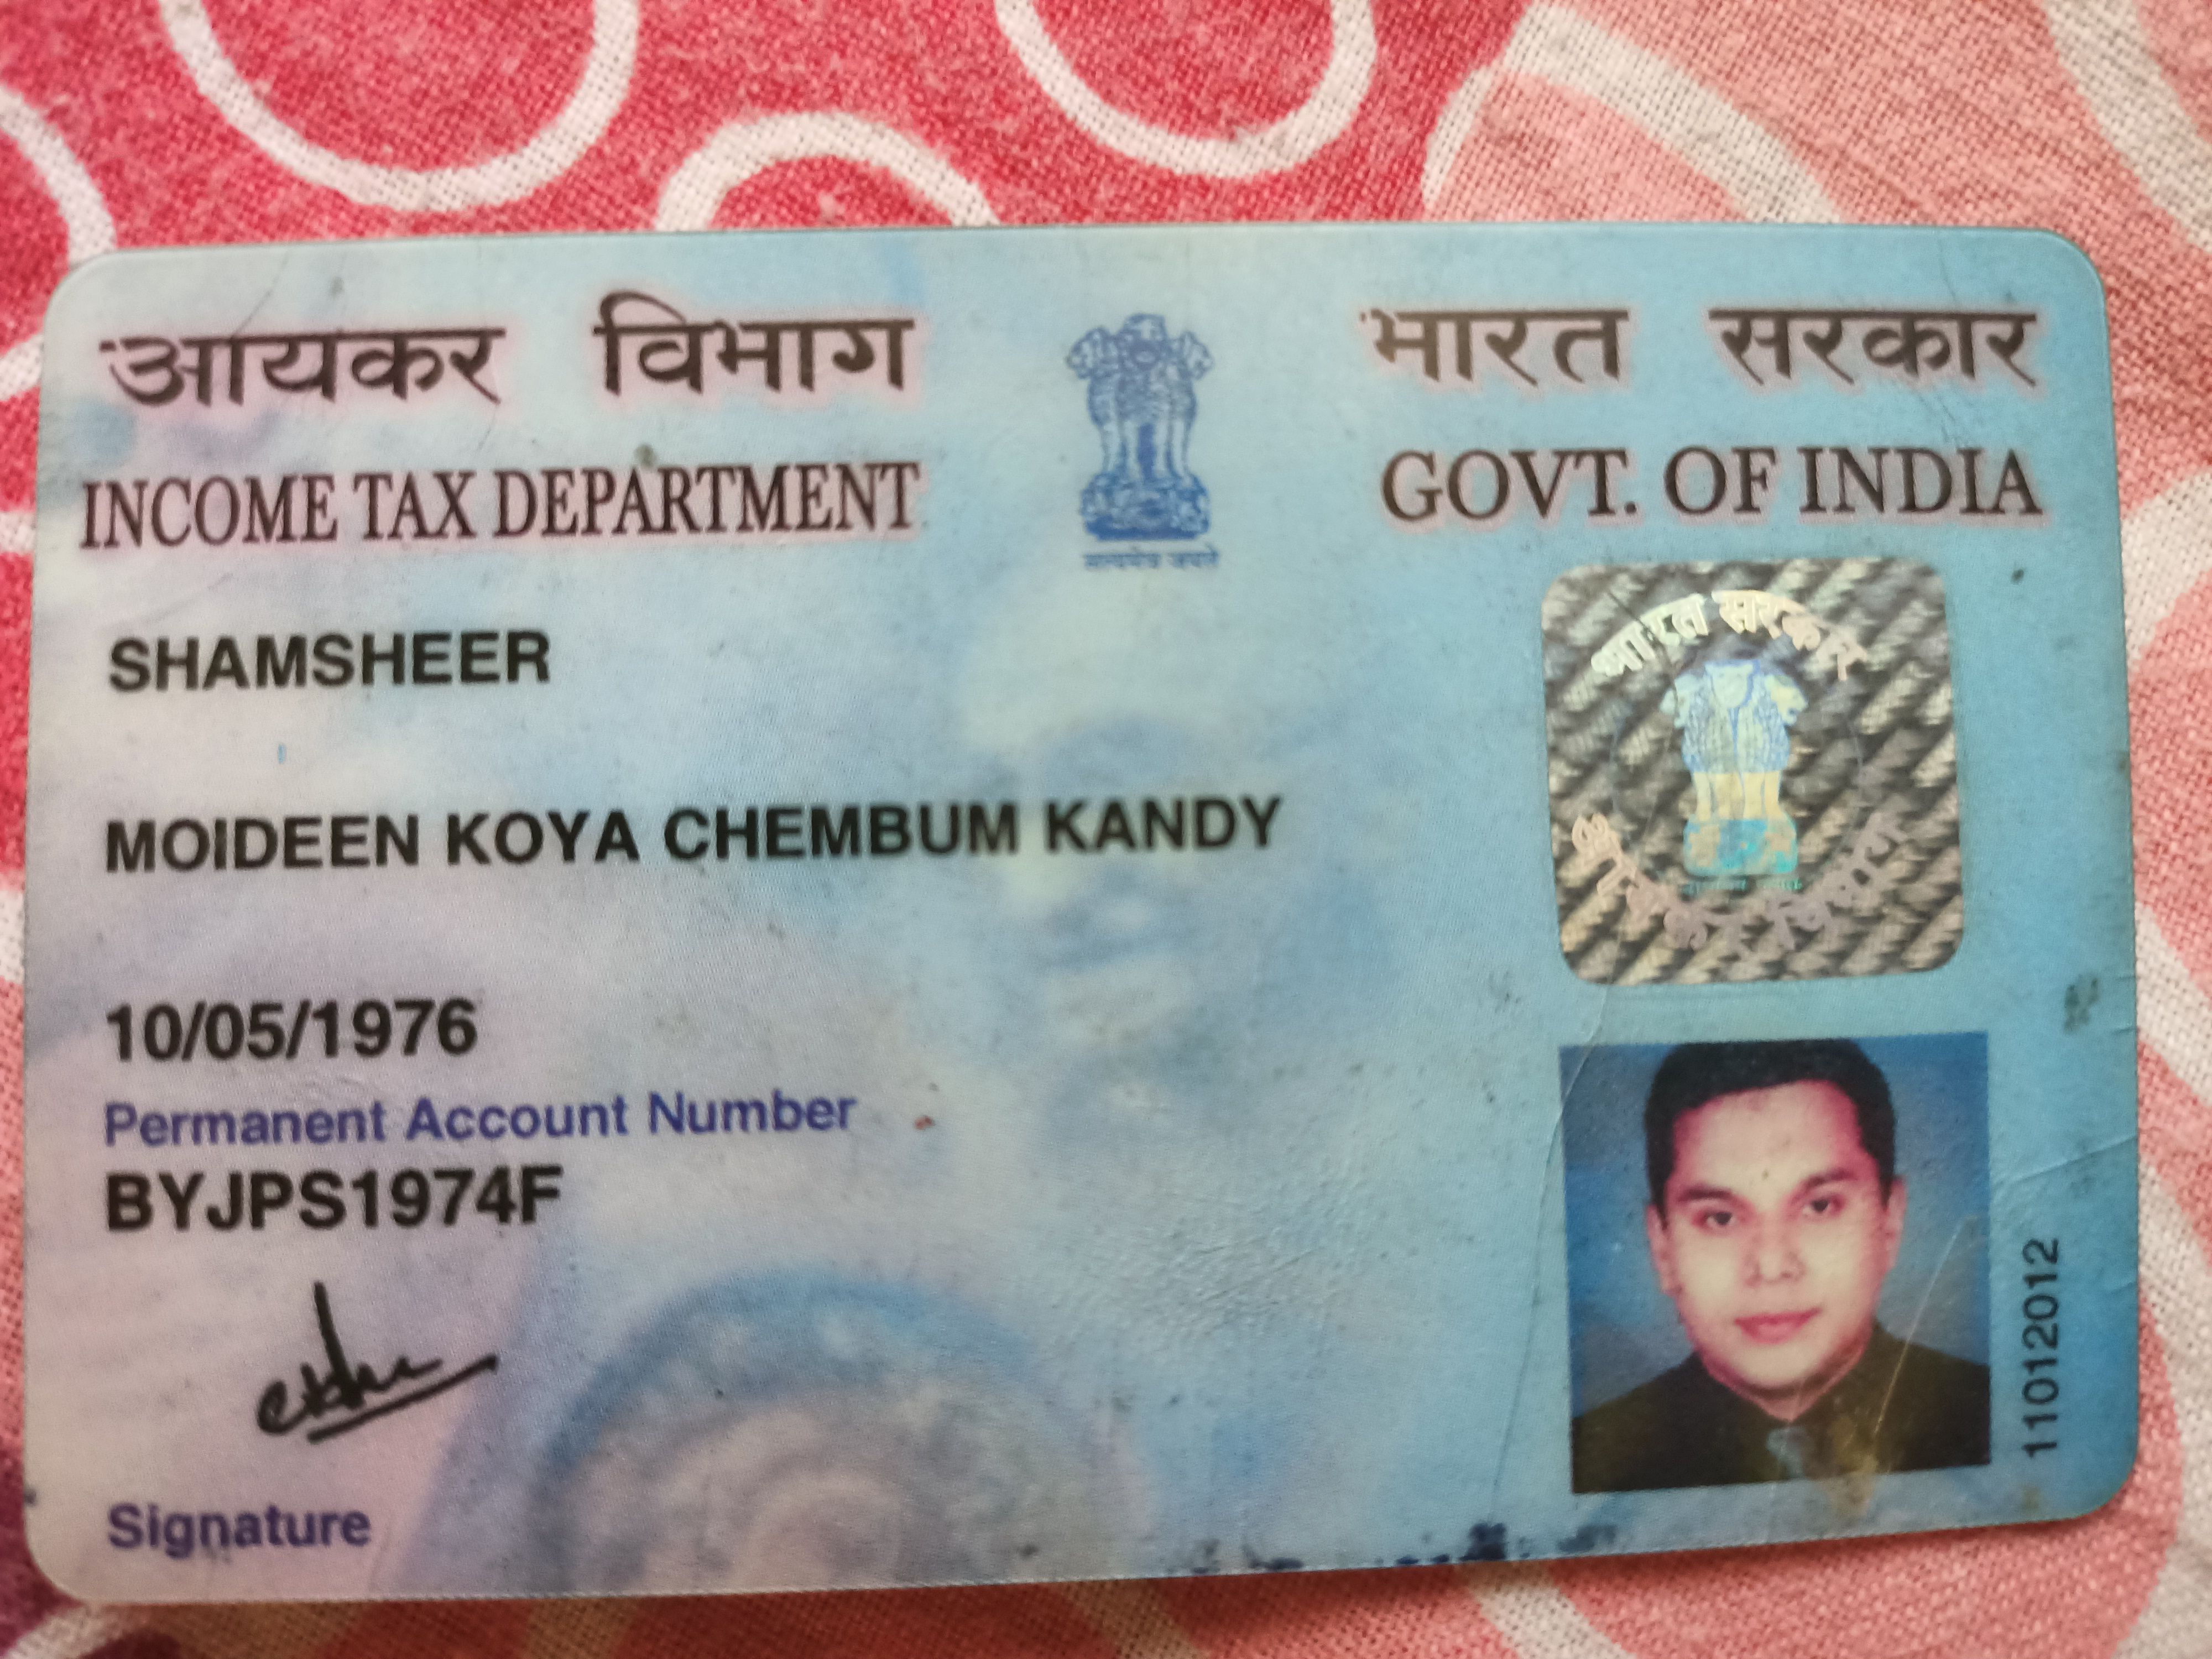 आयकर विभाग
INCOME TAX DEPARTMENT
सत्यमेव जयते
भारत सरकार
GOVT. OF INDIA
SHAMSHEER
MOIDEEN KOYA CHEMBUM KANDY
10/05/1976
Permanent Account Number
BYJPS1974F
Signature
भारत सरकार
आयकर विभाग
11012012